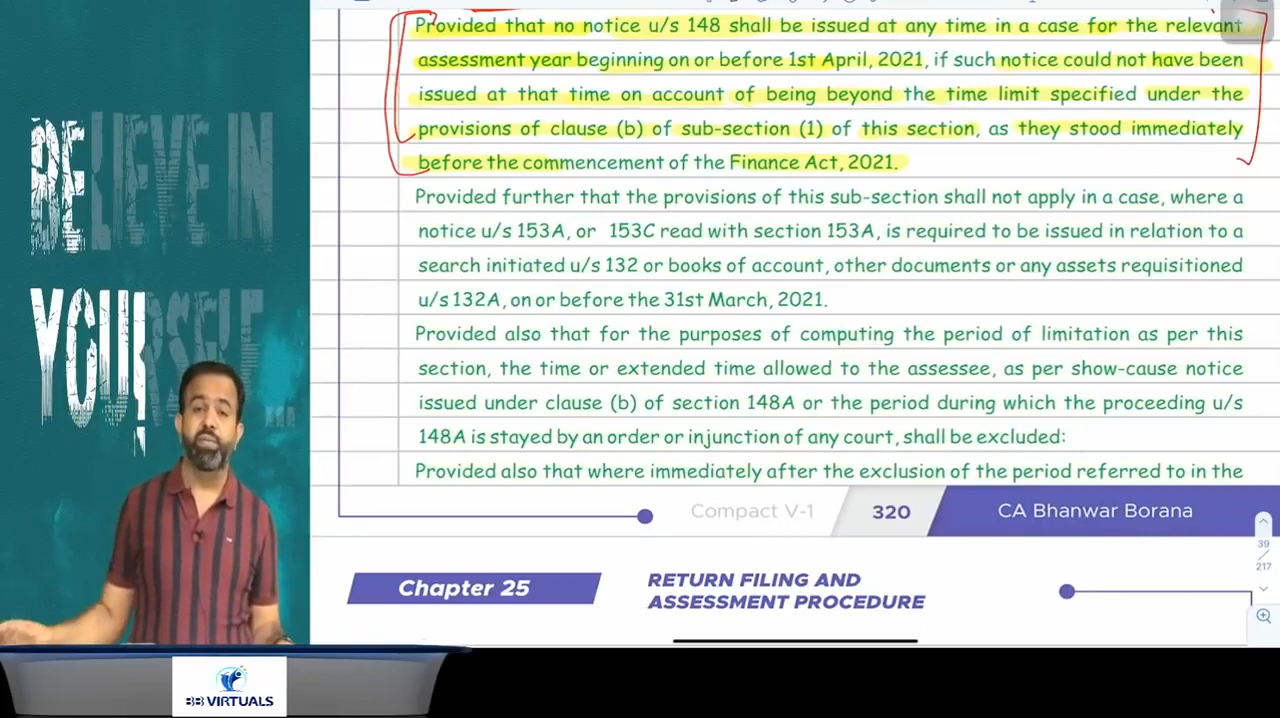 BELIEVE IN
YOURSELF...
Provided that no notice u/s 148 shall be issued at any time in a case for the relevant
assessment year beginning on or before 1st April, 2021, if such notice could not have been
issued at that time on account of being beyond the time limit specified under the
provisions of clause (b) of sub-section (1) of this section, as they stood immediately
before the commencement of the Finance Act, 2021.
Provided further that the provisions of this sub-section shall not apply in a case, where a
notice u/s 153A, or 153C read with section 153A, is required to be issued in relation to a
search initiated u/s 132 or books of account, other documents or any assets requisitioned
u/s 132A, on or before the 31st March, 2021.
Provided also that for the purposes of computing the period of limitation as per this
section, the time or extended time allowed to the assessee, as per show-cause notice
issued under clause (b) of section 148A or the period during which the proceeding u/s
148A is stayed by an order or injunction of any court, shall be excluded:
Provided also that where immediately after the exclusion of the period referred to in the
Compact V-1 320 CA Bhanwar Borana
39
/
217
Chapter 25
RETURN FILING AND
ASSESSMENT PROCEDURE
BB VIRTUALS